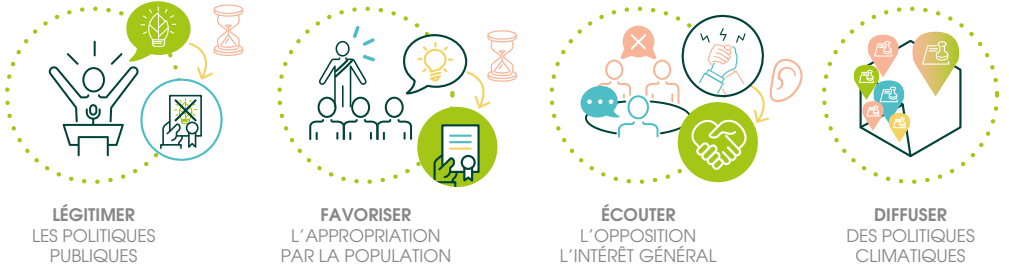 LÉGITIMER
LES POLITIQUES
PUBLIQUES
FAVORISER
L'APPROPRIATION
PAR LA POPULATION
ÉCOUTER
L'OPPOSITION
L'INTÉRÊT GÉNÉRAL
DIFFUSER
DES POLITIQUES
CLIMATIQUES